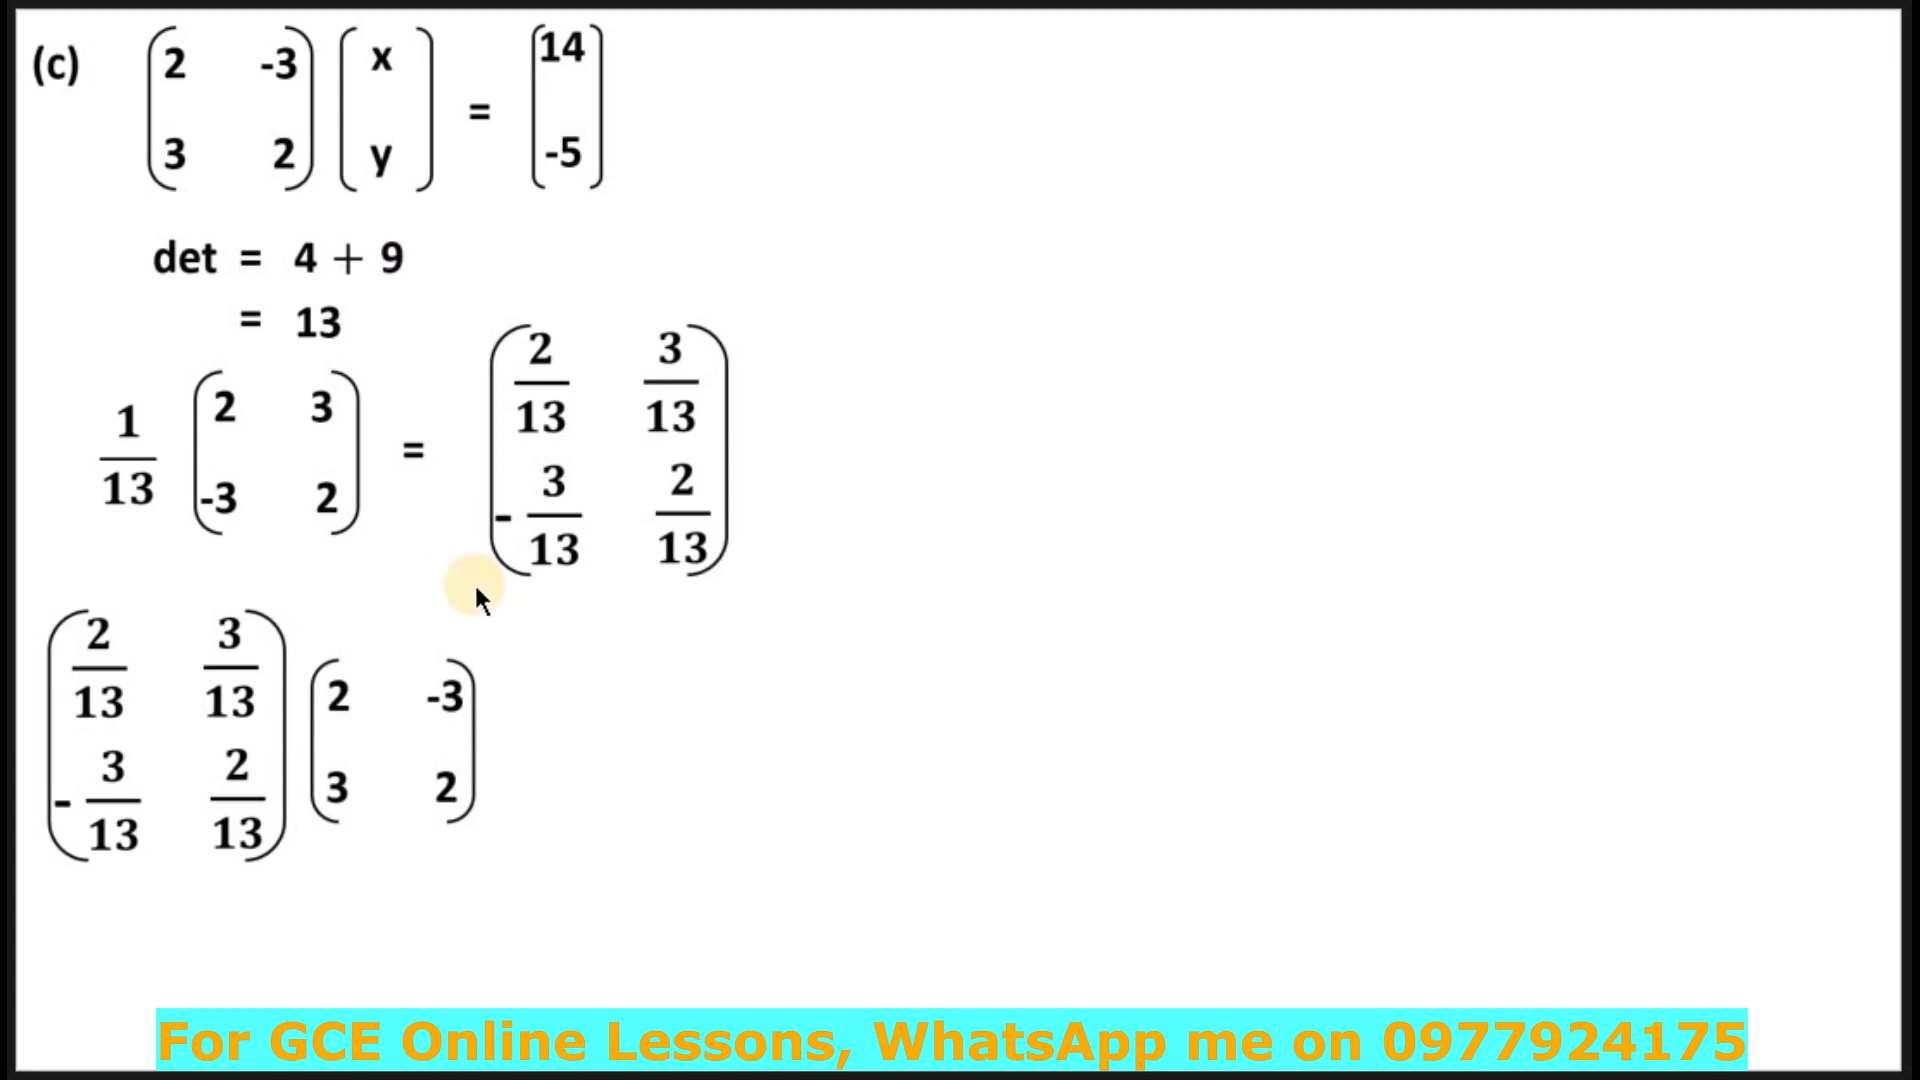 (c) (2 -3) (x) = (14)
(3 2) (y) (-5)
det = 4 + 9
= 13
1/13 (2 3) = (2/13 3/13)
(-3 2) (-3/13 2/13)
(2/13 3/13) (2 -3)
(-3/13 2/13) (3 2)
For GCE Online Lessons, WhatsApp me on 0977924175